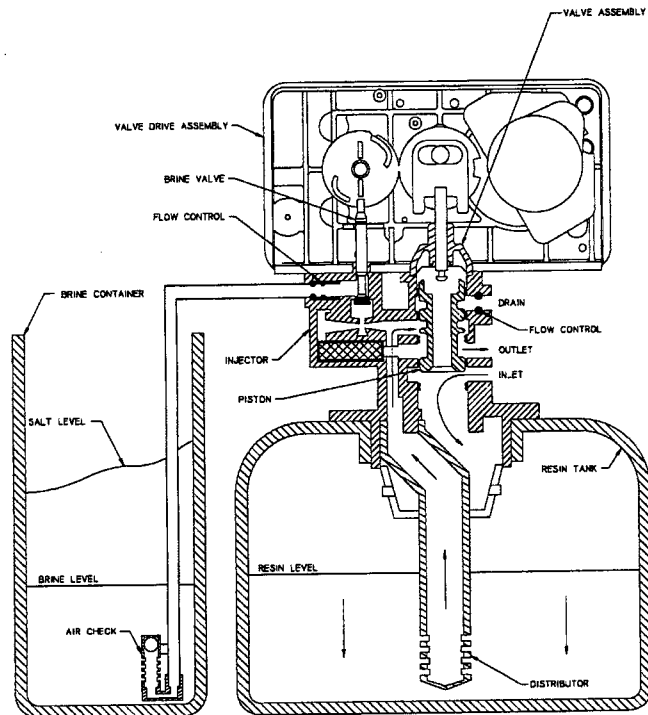 VALVE ASSEMBLY
VALVE DRIVE ASSEMBLY
BRINE VALVE
FLOW CONTROL
BRINE CONTAINER
DRAIN
FLOW CONTROL
INJECTOR
OUTLET
INLET
PISTON
SALT LEVEL
RESIN TANK
RESIN LEVEL
BRINE LEVEL
AIR CHECK
DISTRIBUTOR